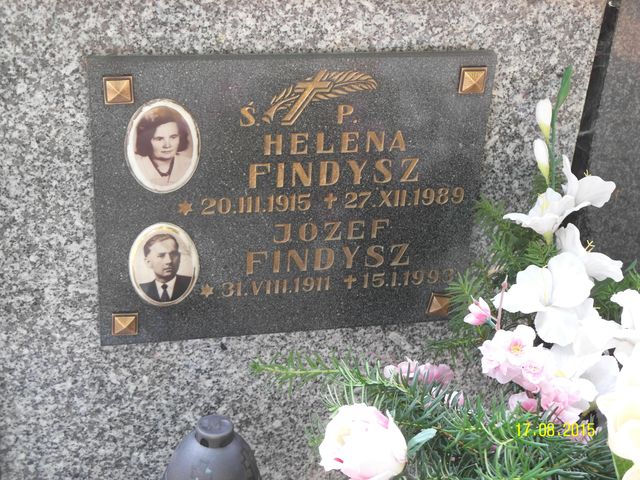 Ś. P.
HELENA
FINDYSZ
* 20.III.1915 ✝ 27.XII.1989
JÓZEF
FINDYSZ
* 31.VIII.1911 ✝ 15.I.1993
17.08.2015